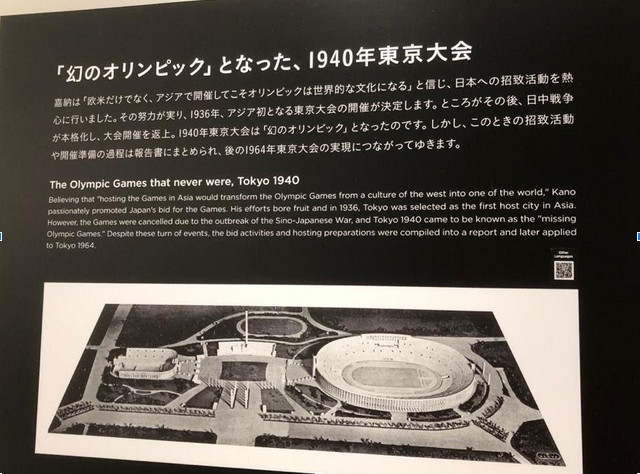 「幻のオリンピック」となった、1940年東京大会
嘉納は「欧米だけでなく、アジアで開催してこそオリンピックは世界的な文化になる」と信じ、日本への招致活動を熱
心に行いました。その努力が実り、1936年、アジア初となる東京大会の開催が決定します。ところがその後、日中戦争
が本格化し、大会開催を返上。1940年東京大会は「幻のオリンピック」となったのです。しかし、このときの招致活動
や開催準備の過程は報告書にまとめられ、後の1964年東京大会の実現につながってゆきます。
The Olympic Games that never were, Tokyo 1940
Believing that "hosting the Games in Asia would transform the Olympic Games from a culture of the west into one of the world," Kano
passionately promoted Japan's bid for the Games. His efforts bore fruit and in 1936, Tokyo was selected as the first host city in Asia.
However, the Games were cancelled due to the outbreak of the Sino-Japanese War, and Tokyo 1940 came to be known as the "missing
Olympic Games." Despite these turn of events, the bid activities and hosting preparations were compiled into a report and later applied
to Tokyo 1964.
Other
Languages